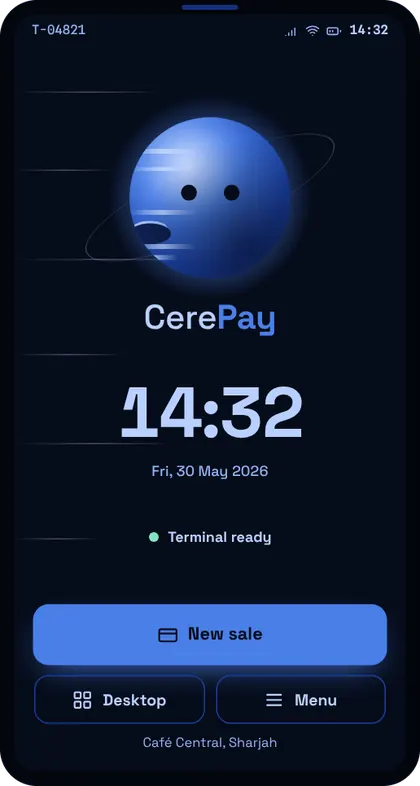 T-04821 14:32
CerePay
14:32
Fri, 30 May 2026
Terminal ready
New sale
Desktop Menu
Café Central, Sharjah